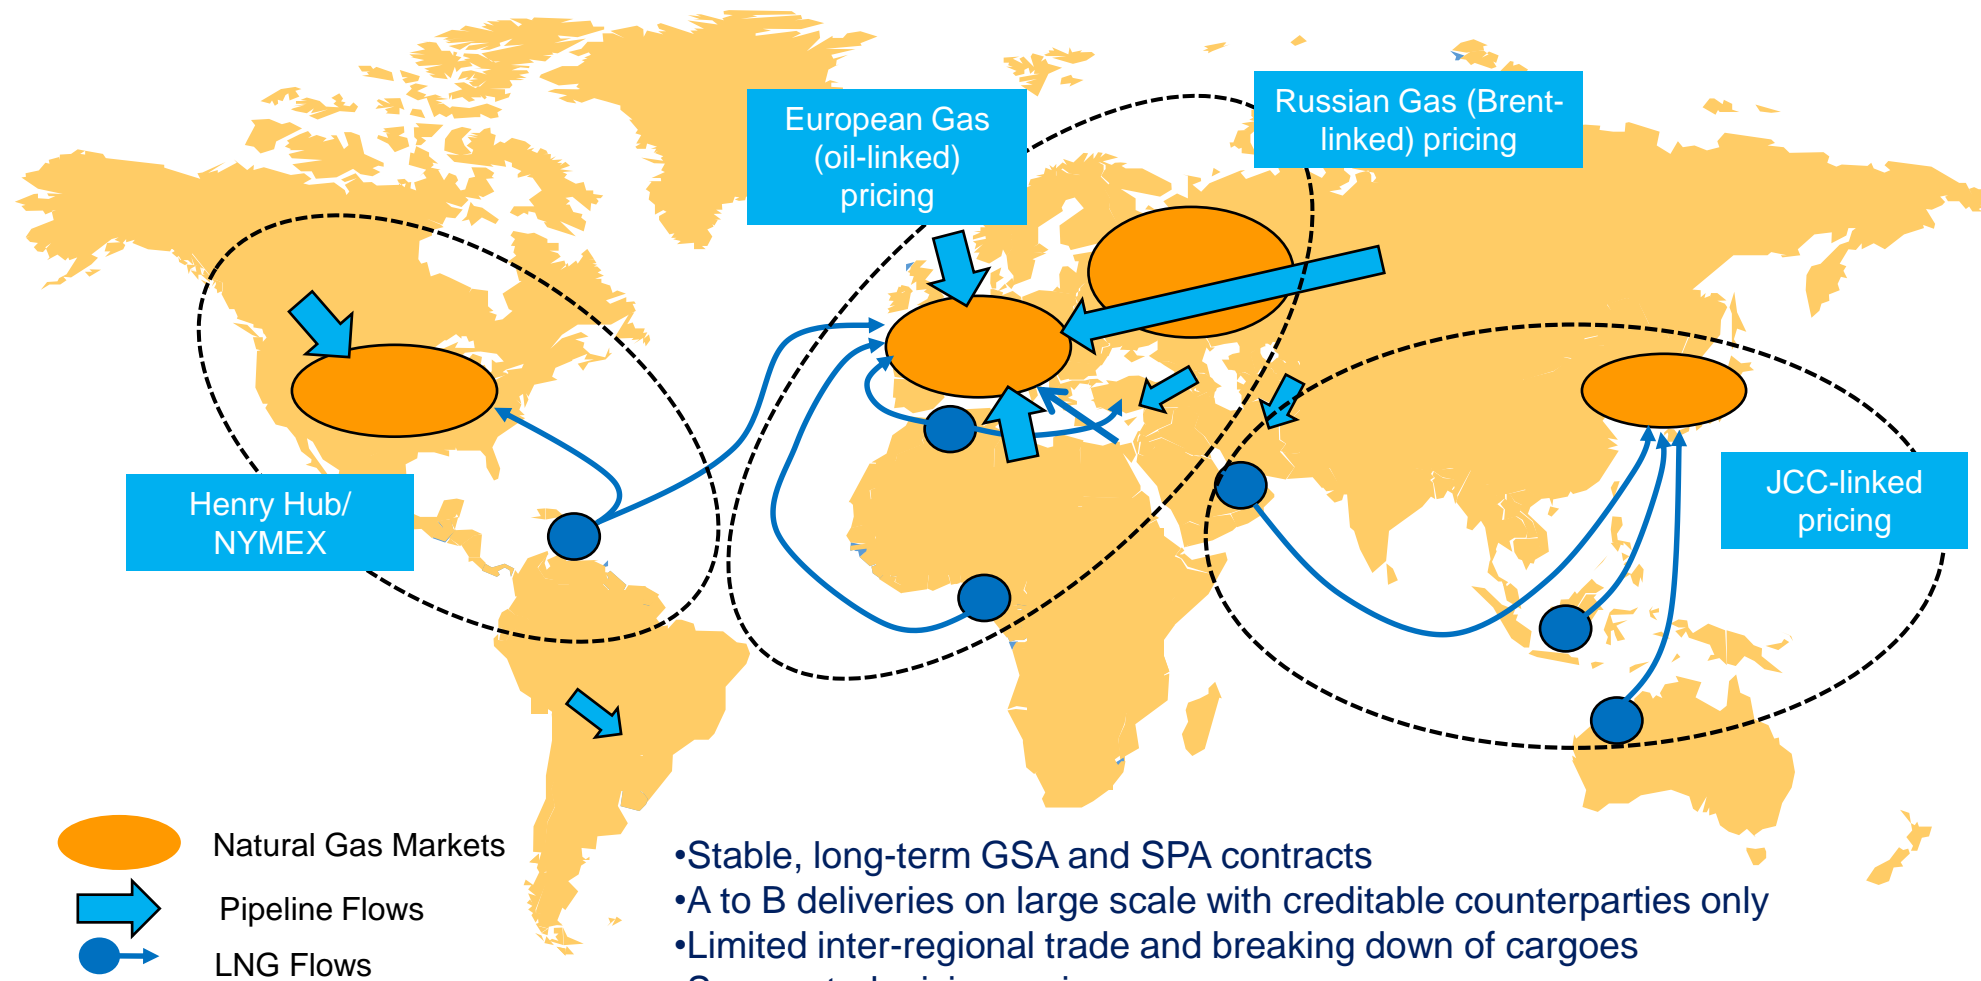 European Gas
(oil-linked)
pricing
Russian Gas (Brent-
linked) pricing
Henry Hub/
NYMEX
JCC-linked
pricing
Natural Gas Markets
Pipeline Flows
LNG Flows
•Stable, long-term GSA and SPA contracts
•A to B deliveries on large scale with creditable counterparties only
•Limited inter-regional trade and breaking down of cargoes